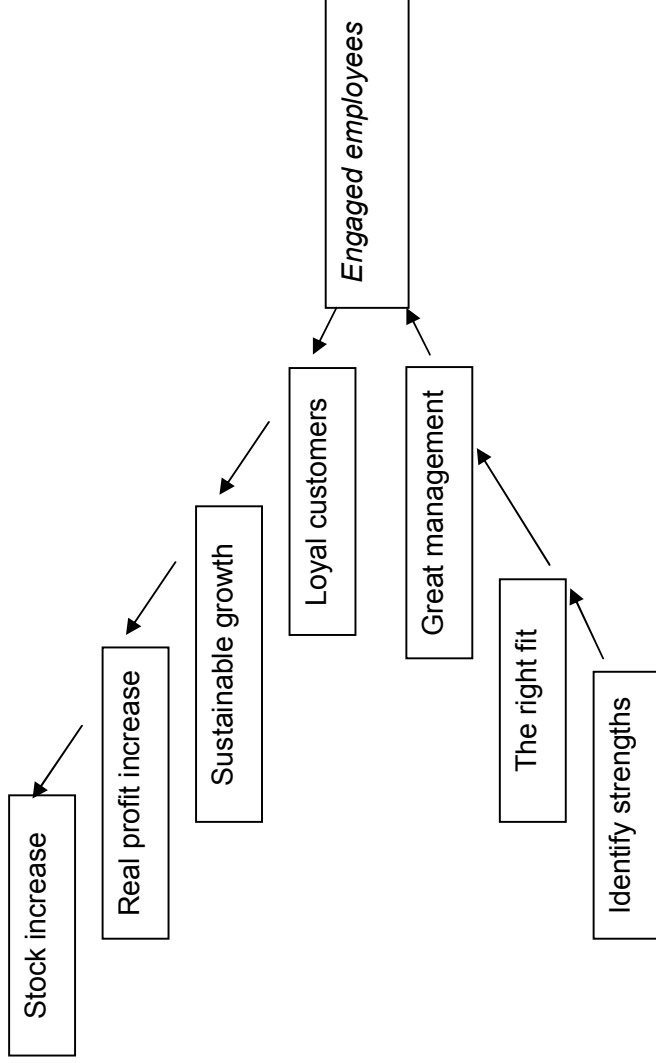 Stock increase
Real profit increase
Sustainable growth
Loyal customers
Engaged employees
Great management
The right fit
Identify strengths